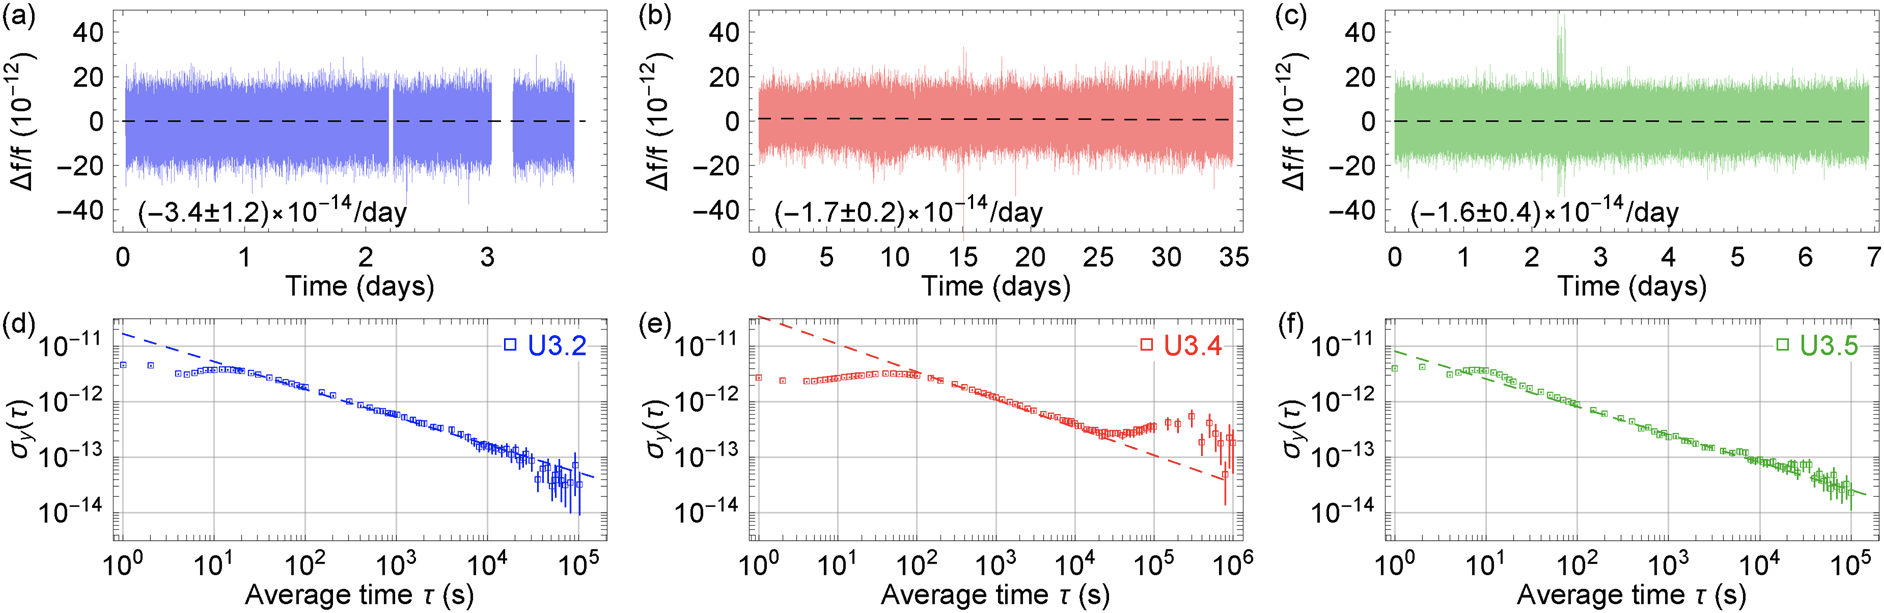 (a)
40
20
0
−20
−40
Δf/f (10⁻¹²)
(−3.4±1.2)×10⁻¹⁴/day
0 1 2 3
Time (days)
(b)
40
20
0
−20
−40
Δf/f (10⁻¹²)
(−1.7±0.2)×10⁻¹⁴/day
0 5 10 15 20 25 30 35
Time (days)
(c)
40
20
0
−20
−40
Δf/f (10⁻¹²)
(−1.6±0.4)×10⁻¹⁴/day
0 1 2 3 4 5 6 7
Time (days)
(d)
10⁻¹¹
10⁻¹²
10⁻¹³
10⁻¹⁴
σy(τ)
U3.2
10⁰ 10¹ 10² 10³ 10⁴ 10⁵
Average time τ (s)
(e)
10⁻¹¹
10⁻¹²
10⁻¹³
10⁻¹⁴
σy(τ)
U3.4
10⁰ 10¹ 10² 10³ 10⁴ 10⁵ 10⁶
Average time τ (s)
(f)
10⁻¹¹
10⁻¹²
10⁻¹³
10⁻¹⁴
σy(τ)
U3.5
10⁰ 10¹ 10² 10³ 10⁴ 10⁵
Average time τ (s)